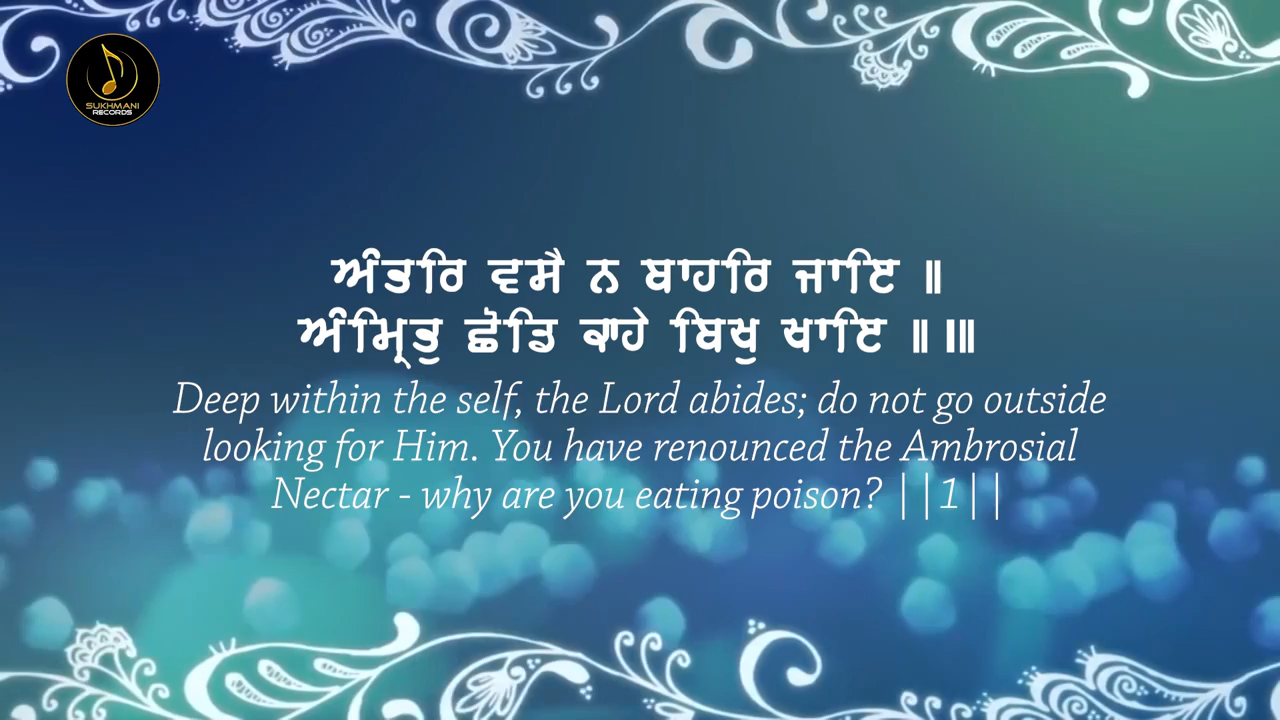 SUKHMANI
RECORDS
ਅੰਤਰਿ ਵਸੈ ਨ ਬਾਹਰਿ ਜਾਇ ॥
ਅੰਮ੍ਰਿਤੁ ਛੋਡਿ ਕਾਹੇ ਬਿਖੁ ਖਾਇ ॥ ੧॥
Deep within the self, the Lord abides; do not go outside
looking for Him. You have renounced the Ambrosial
Nectar - why are you eating poison? ||1||